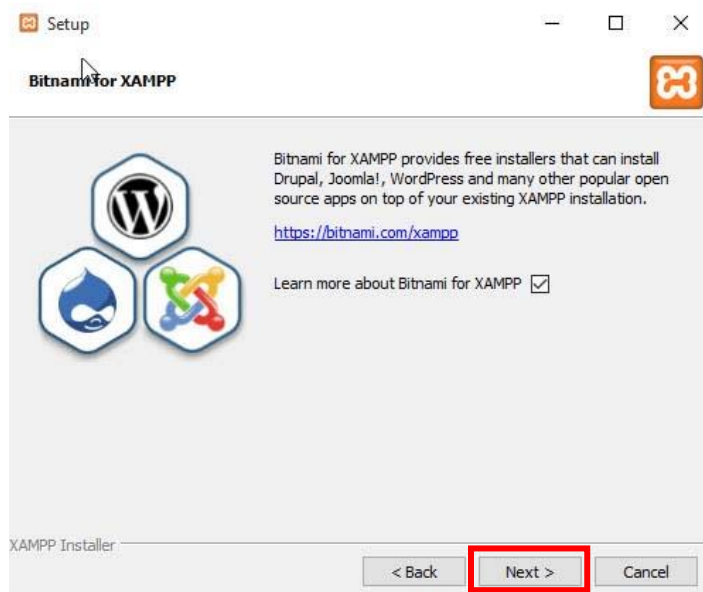 Setup
Bitnami for XAMPP
Bitnami for XAMPP provides free installers that can install
Drupal, Joomla!, WordPress and many other popular open
source apps on top of your existing XAMPP installation.
https://bitnami.com/xampp
Learn more about Bitnami for XAMPP
XAMPP Installer
< Back
Next >
Cancel